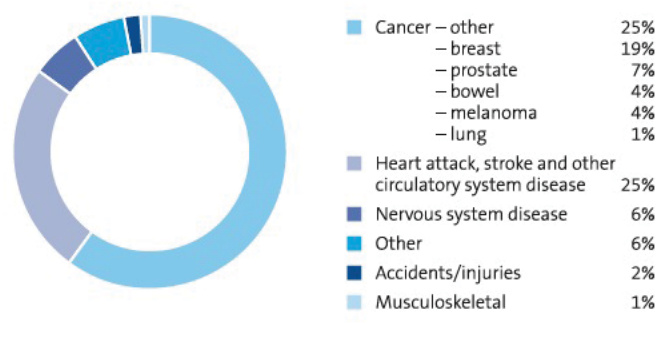 Cancer – other 25%
– breast 19%
– prostate 7%
– bowel 4%
– melanoma 4%
– lung 1%
Heart attack, stroke and other
circulatory system disease 25%
Nervous system disease 6%
Other 6%
Accidents/injuries 2%
Musculoskeletal 1%